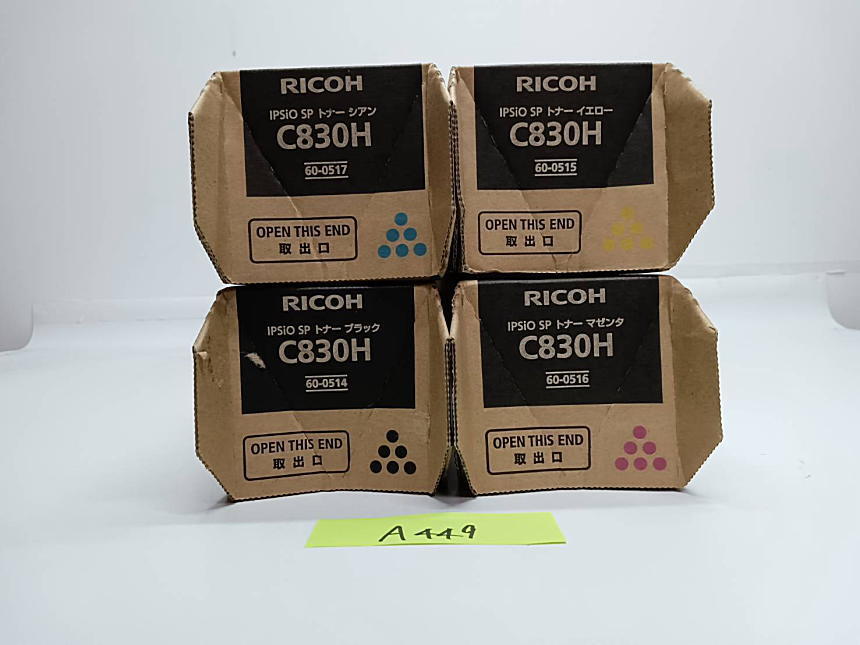 RICOH
IPSiO SP トナー シアン
C830H
60-0517
OPEN THIS END
取出口
RICOH
IPSiO SP トナー イエロー
C830H
60-0515
OPEN THIS END
取出口
RICOH
IPSiO SP トナー ブラック
C830H
60-0514
OPEN THIS END
取出口
RICOH
IPSiO SP トナー マゼンタ
C830H
60-0516
OPEN THIS END
取出口
A449